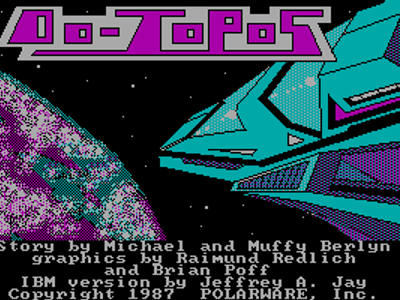 Oo-Topos
Story by Michael and Muffy Berlyn
graphics by Raimund Redlich
and Brian Poff
IBM version by Jeffrey A. Jay
Copyright 1987 POLARWARE, Inc.